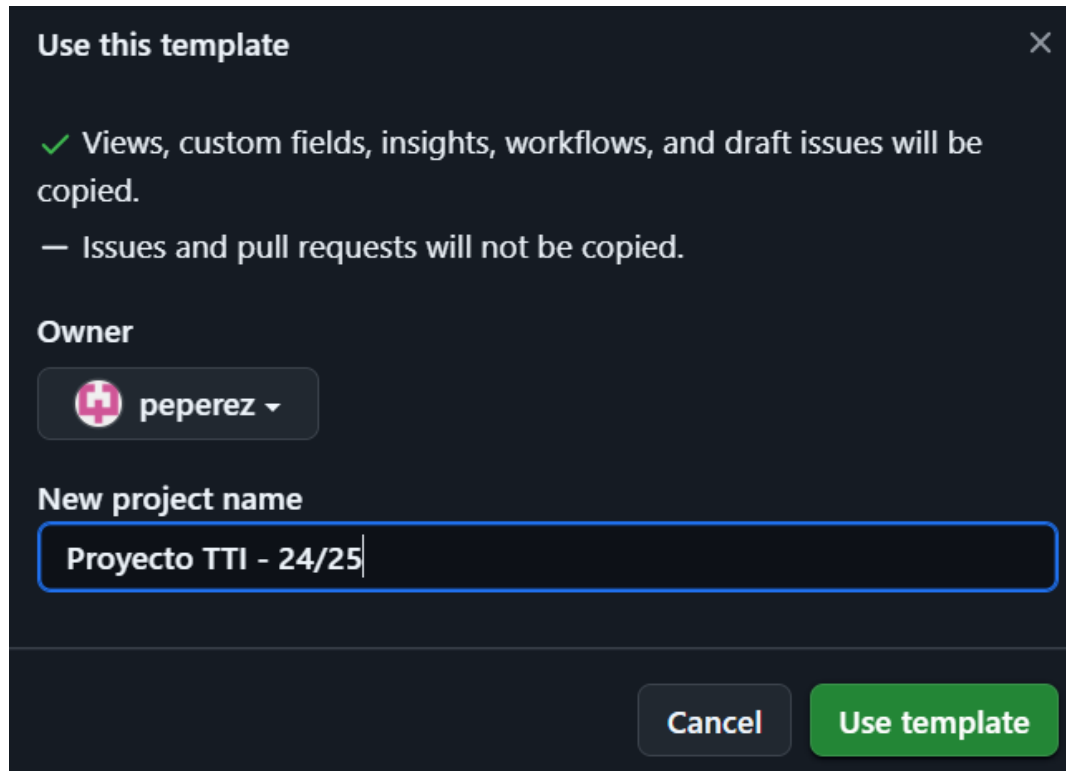 Use this template
Views, custom fields, insights, workflows, and draft issues will be
copied.
Issues and pull requests will not be copied.
Owner
peperez
New project name
Proyecto TTI - 24/25
Cancel Use template